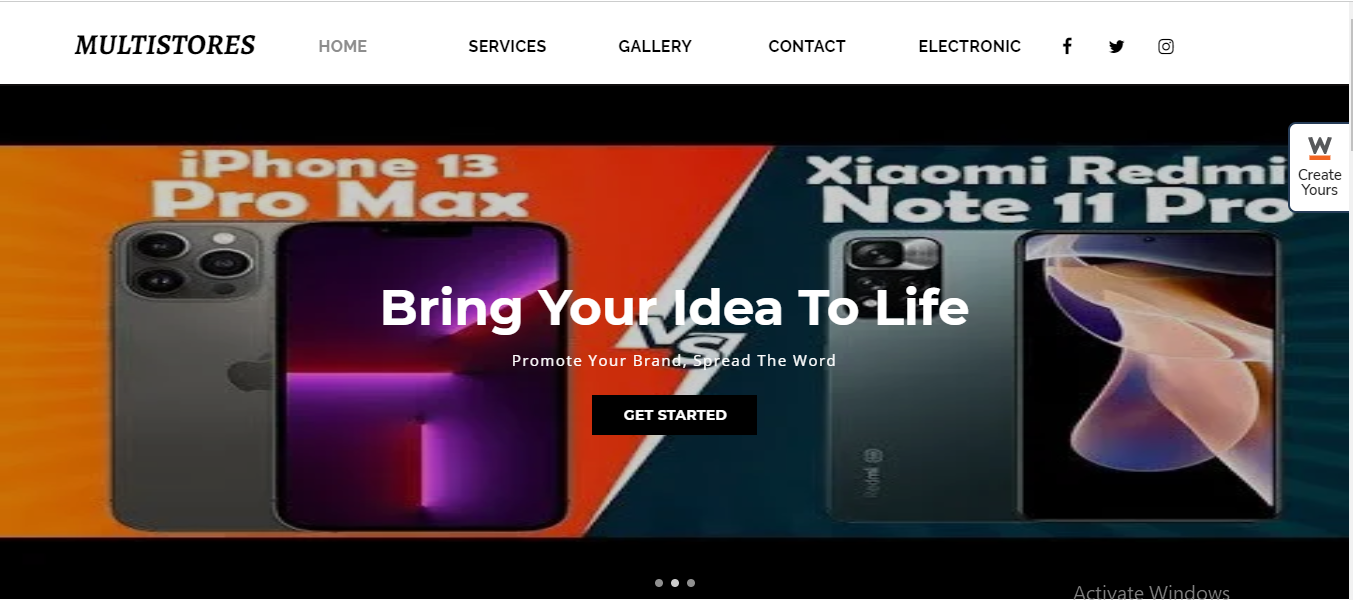 MULTISTORES
HOME
SERVICES
GALLERY
CONTACT
ELECTRONIC
iPhone 13
Pro Max
Xiaomi Redmi
Note 11 Pro
W
Create
Yours
VS
Bring Your Idea To Life
Promote Your Brand, Spread The Word
GET STARTED
Redmi
Activate Windows